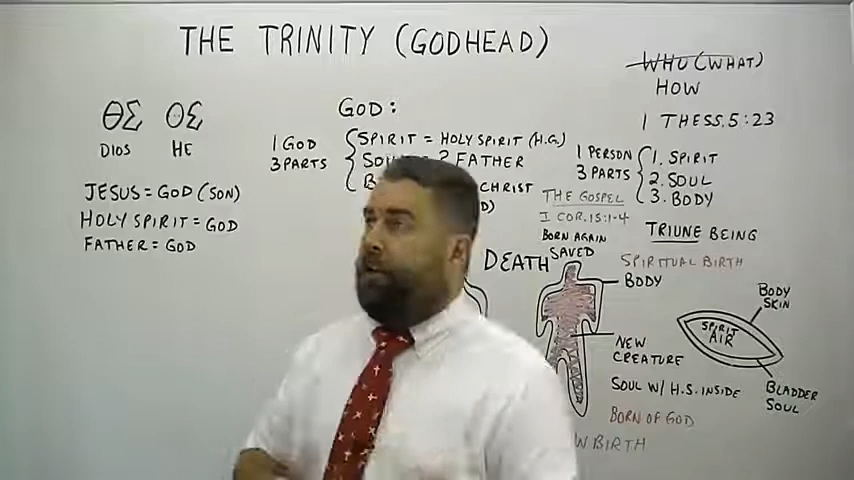 THE TRINITY (GODHEAD)
WHO (WHAT)
HOW
1 THESS. 5:23
ΘΣ ΟΣ
DIOS HE
JESUS = GOD (SON)
HOLY SPIRIT = GOD
FATHER = GOD
GOD:
1 GOD
3 PARTS
SPIRIT = HOLY SPIRIT (H.G.)
= ? FATHER
CHRIST
1 PERSON
3 PARTS
1. SPIRIT
2. SOUL
3. BODY
THE GOSPEL
I COR. 15:1-4
BORN AGAIN
SAVED
TRIUNE BEING
SPIRITUAL BIRTH
DEATH
BODY
NEW
CREATURE
SOUL W/ H.S. INSIDE
BORN OF GOD
BIRTH
BODY
SKIN
SPIRIT
AIR
BLADDER
SOUL